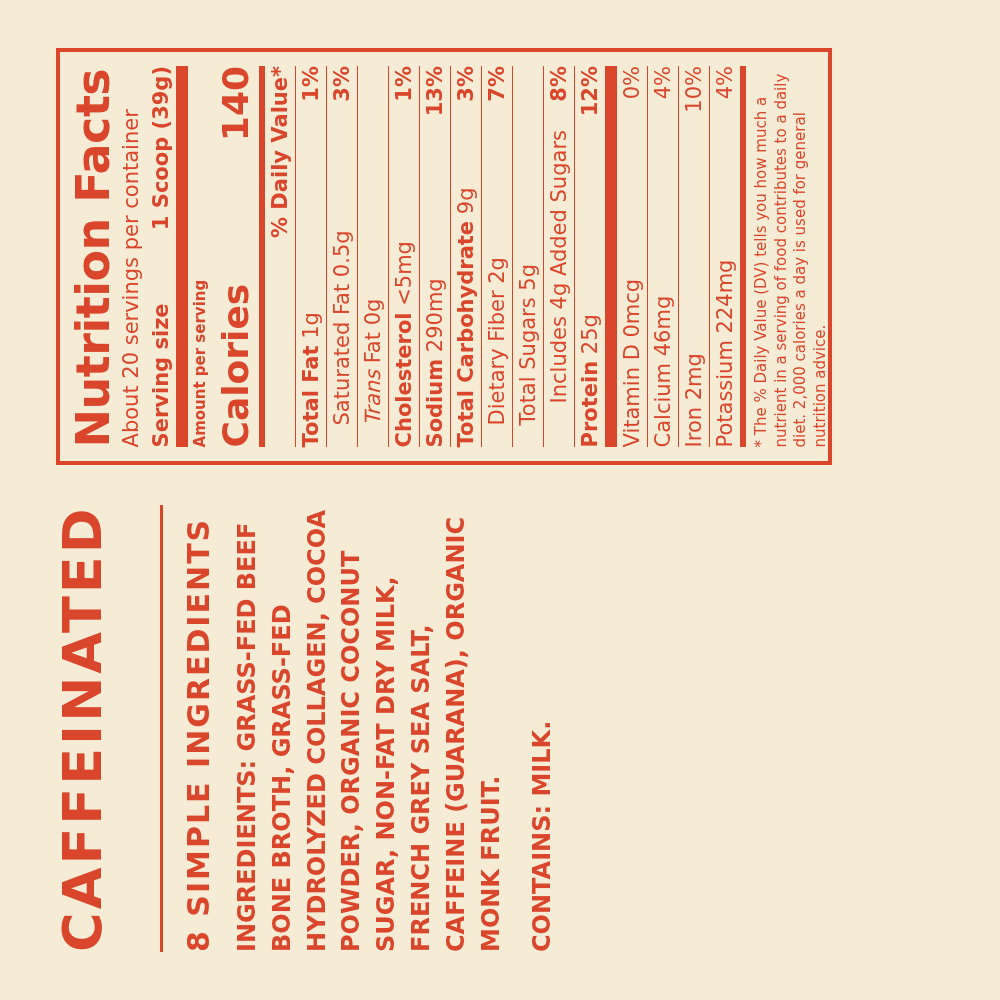 CAFFEINATED
8 SIMPLE INGREDIENTS
INGREDIENTS: GRASS-FED BEEF
BONE BROTH, GRASS-FED
HYDROLYZED COLLAGEN, COCOA
POWDER, ORGANIC COCONUT
SUGAR, NON-FAT DRY MILK,
FRENCH GREY SEA SALT,
CAFFEINE (GUARANA), ORGANIC
MONK FRUIT.
CONTAINS: MILK.
Nutrition Facts
About 20 servings per container
Serving size 1 Scoop (39g)
Amount per serving
Calories 140
% Daily Value*
Total Fat 1g 1%
Saturated Fat 0.5g 3%
Trans Fat 0g
Cholesterol <5mg 1%
Sodium 290mg 13%
Total Carbohydrate 9g 3%
Dietary Fiber 2g 7%
Total Sugars 5g
Includes 4g Added Sugars 8%
Protein 25g 12%
Vitamin D 0mcg 0%
Calcium 46mg 4%
Iron 2mg 10%
Potassium 224mg 4%
* The % Daily Value (DV) tells you how much a
nutrient in a serving of food contributes to a daily
diet. 2,000 calories a day is used for general
nutrition advice.